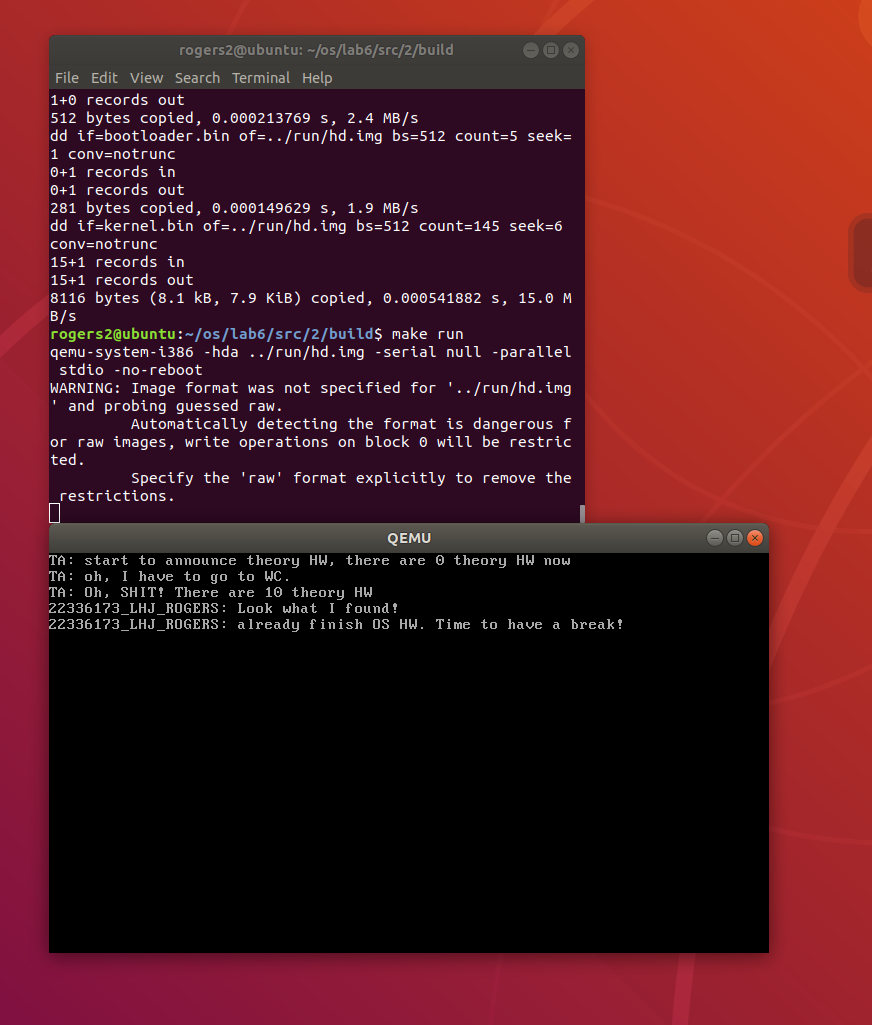 rogers2@ubuntu: ~/os/lab6/src/2/build
File Edit View Search Terminal Help
1+0 records out
512 bytes copied, 0.000213769 s, 2.4 MB/s
dd if=bootloader.bin of=../run/hd.img bs=512 count=5 seek=
1 conv=notrunc
0+1 records in
0+1 records out
281 bytes copied, 0.000149629 s, 1.9 MB/s
dd if=kernel.bin of=../run/hd.img bs=512 count=145 seek=6
conv=notrunc
15+1 records in
15+1 records out
8116 bytes (8.1 kB, 7.9 KiB) copied, 0.000541882 s, 15.0 M
B/s
rogers2@ubuntu:~/os/lab6/src/2/build$ make run
qemu-system-i386 -hda ../run/hd.img -serial null -parallel
 stdio -no-reboot
WARNING: Image format was not specified for '../run/hd.img
' and probing guessed raw.
         Automatically detecting the format is dangerous f
or raw images, write operations on block 0 will be restric
ted.
         Specify the 'raw' format explicitly to remove the
 restrictions.
QEMU
TA: start to announce theory HW, there are 0 theory HW now
TA: oh, I have to go to WC.
TA: Oh, SHIT! There are 10 theory HW
22336173_LHJ_ROGERS: Look what I found!
22336173_LHJ_ROGERS: already finish OS HW. Time to have a break!